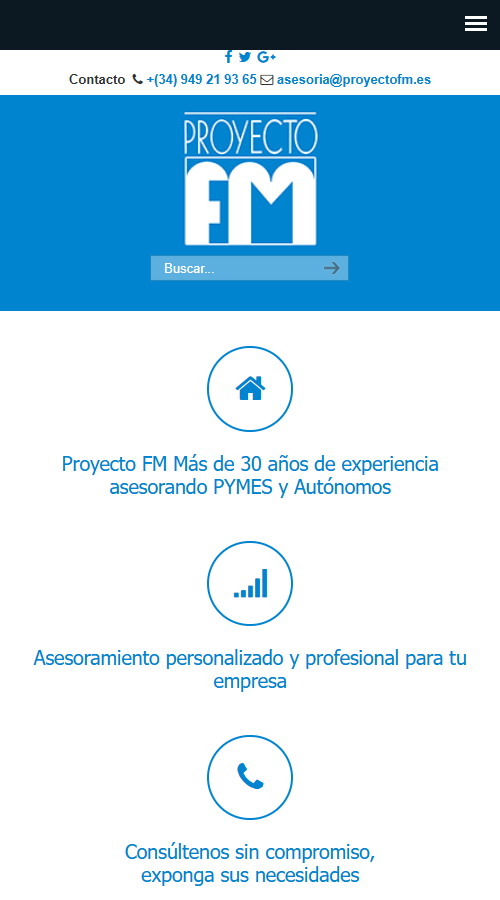 Contacto +(34) 949 21 93 65 asesoria@proyectofm.es
PROYECTO
FM
Buscar...
Proyecto FM Más de 30 años de experiencia
asesorando PYMES y Autónomos
Asesoramiento personalizado y profesional para tu
empresa
Consúltenos sin compromiso,
exponga sus necesidades